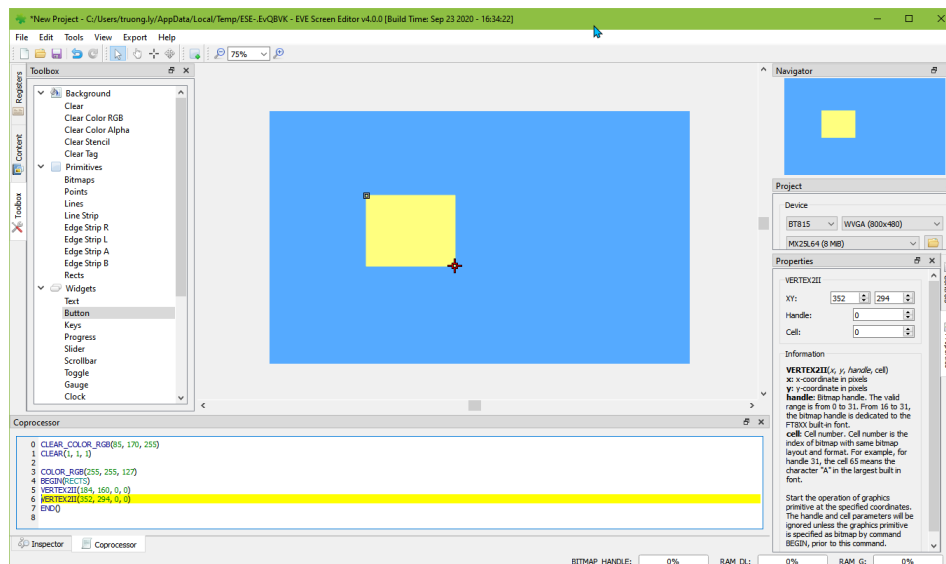 *New Project - C:/Users/truong.ly/AppData/Local/Temp/ESE-.EvQBVK - EVE Screen Editor v4.0.0 [Build Time: Sep 23 2020 - 16:34:22]
File Edit Tools View Export Help
75%
Registers
Content
Toolbox
Toolbox
Background
Clear
Clear Color RGB
Clear Color Alpha
Clear Stencil
Clear Tag
Primitives
Bitmaps
Points
Lines
Line Strip
Edge Strip R
Edge Strip L
Edge Strip A
Edge Strip B
Rects
Widgets
Text
Button
Keys
Progress
Slider
Scrollbar
Toggle
Gauge
Clock
Navigator
Project
Device
BT815 WVGA (800x480)
MX25L64 (8 MiB)
Properties
VERTEX2II
XY: 352 294
Handle: 0
Cell: 0
Information
VERTEX2II(x, y, handle, cell)
x: x-coordinate in pixels
y: y-coordinate in pixels
handle: Bitmap handle. The valid
range is from 0 to 31. From 16 to 31,
the bitmap handle is dedicated to the
FT8XX built-in font.
cell: Cell number. Cell number is the
index of bitmap with same bitmap
layout and format. For example, for
handle 31, the cell 65 means the
character "A" in the largest built in
font.
Start the operation of graphics
primitive at the specified coordinates.
The handle and cell parameters will be
ignored unless the graphics primitive
is specified as bitmap by command
BEGIN, prior to this command.
Coprocessor
0 CLEAR_COLOR_RGB(85, 170, 255)
1 CLEAR(1, 1, 1)
2
3 COLOR_RGB(255, 255, 127)
4 BEGIN(RECTS)
5 VERTEX2II(184, 160, 0, 0)
6 VERTEX2II(352, 294, 0, 0)
7 END()
8
Inspector Coprocessor
BITMAP_HANDLE: 0% RAM_DL: 0% RAM_G: 0%